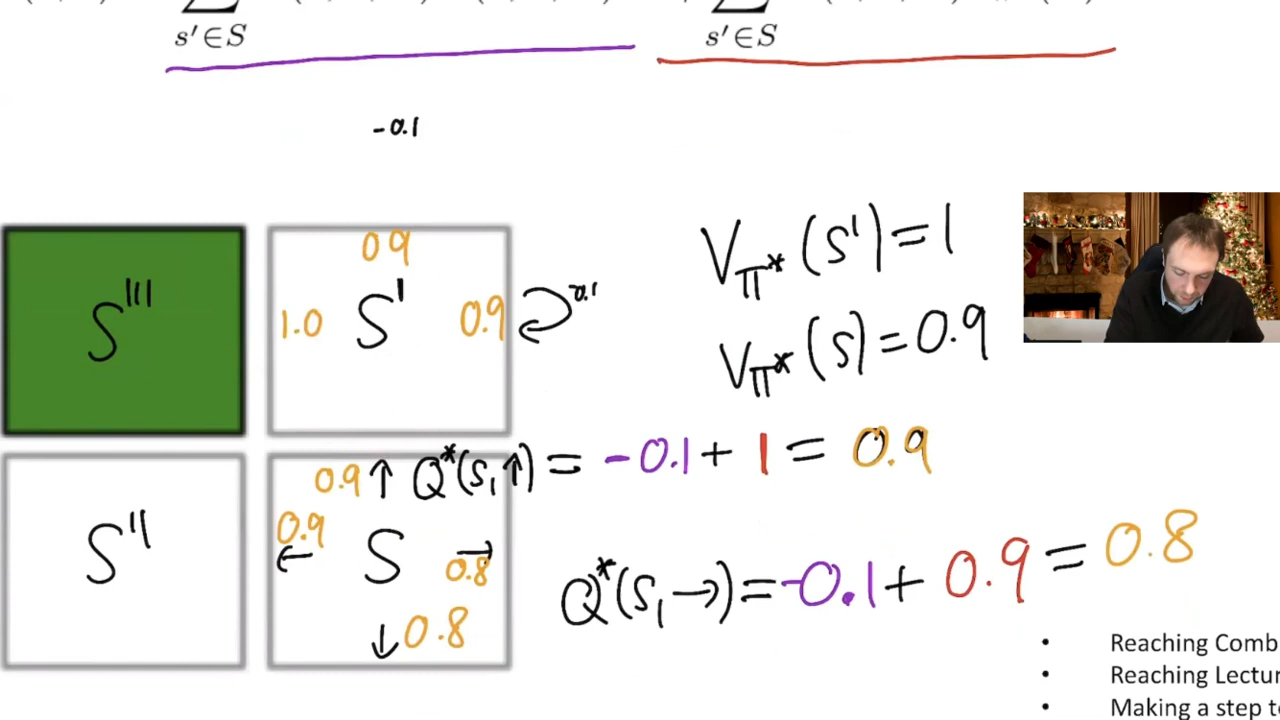 s′∈S
s′∈S
-0.1
S'''
0.9
1.0 S' 0.9
-0.1
V_π*(S')=1
V_π*(S)=0.9
S''
0.9 ↑ Q*(S,↑) = -0.1 + 1 = 0.9
0.9
← S →
0.8
↓ 0.8
Q*(S,→) = -0.1 + 0.9 = 0.8
• Reaching Comb
• Reaching Lectur
• Making a step t